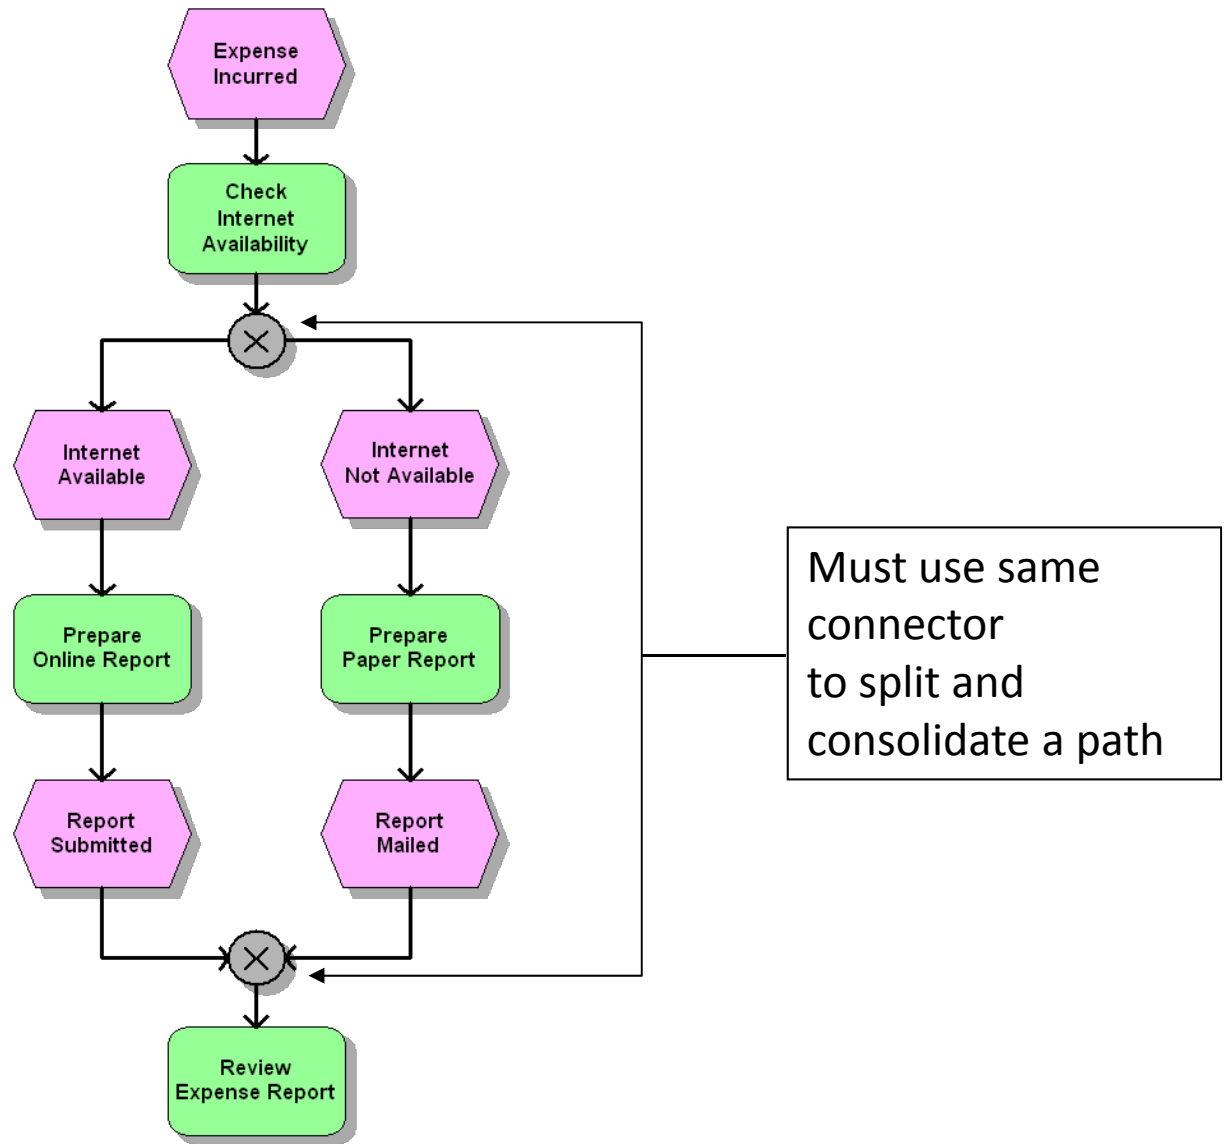 Expense
Incurred
Check
Internet
Availability
Internet
Available
Internet
Not Available
Prepare
Online Report
Prepare
Paper Report
Report
Submitted
Report
Mailed
Review
Expense Report
Must use same
connector
to split and
consolidate a path